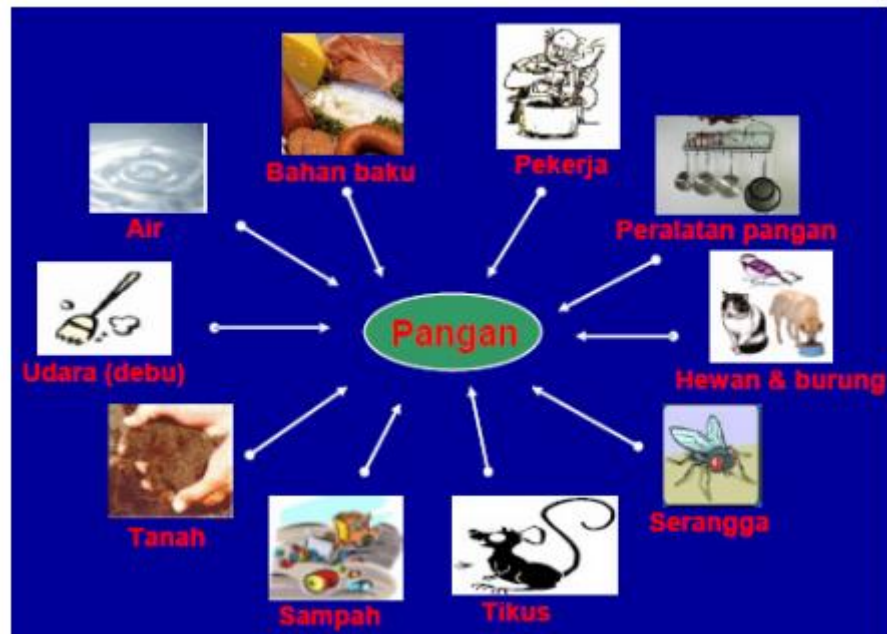 Bahan baku
Pekerja
Air
Peralatan pangan
Udara (debu)
Pangan
Hewan & burung
Tanah
Serangga
Sampah
Tikus